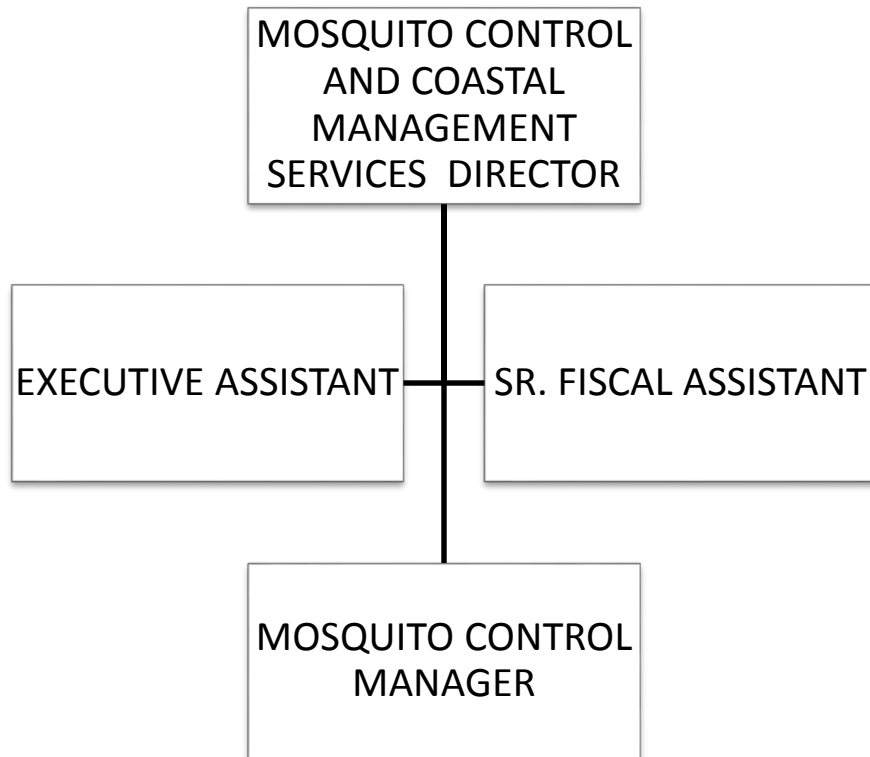 MOSQUITO CONTROL
AND COASTAL
MANAGEMENT
SERVICES DIRECTOR
EXECUTIVE ASSISTANT
SR. FISCAL ASSISTANT
MOSQUITO CONTROL
MANAGER